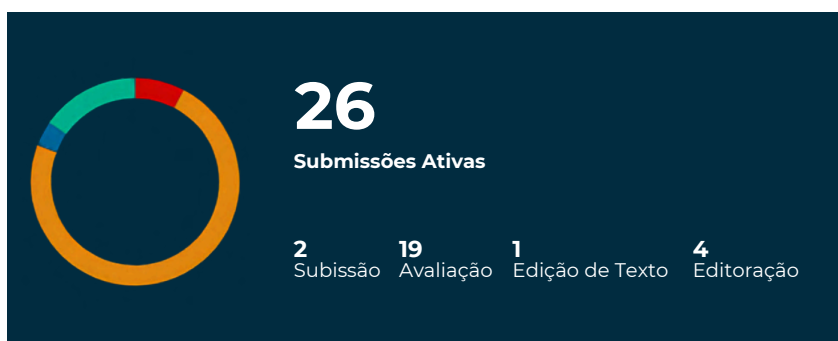 26
Submissões Ativas
2 19 1 4
Subissão Avaliação Edição de Texto Editoração